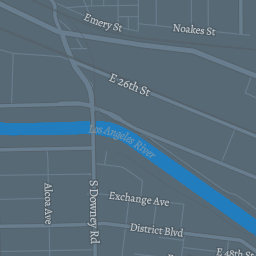 Emery St
Noakes St
E 26th St
Los Angeles River
Alcoa Ave
S Downey Rd
Exchange Ave
District Blvd
E 48th St